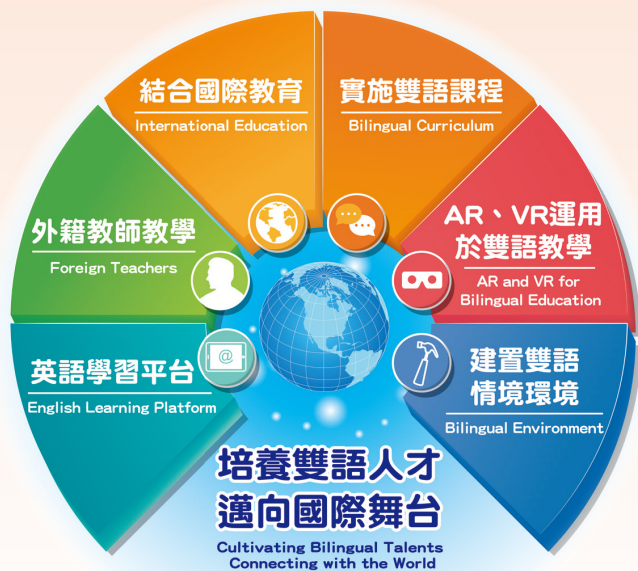 結合國際教育
International Education
實施雙語課程
Bilingual Curriculum
外籍教師教學
Foreign Teachers
AR、VR運用
於雙語教學
AR and VR for
Bilingual Education
英語學習平台
English Learning Platform
@
建置雙語
情境環境
Bilingual Environment
培養雙語人才
邁向國際舞台
Cultivating Bilingual Talents
Connecting with the World